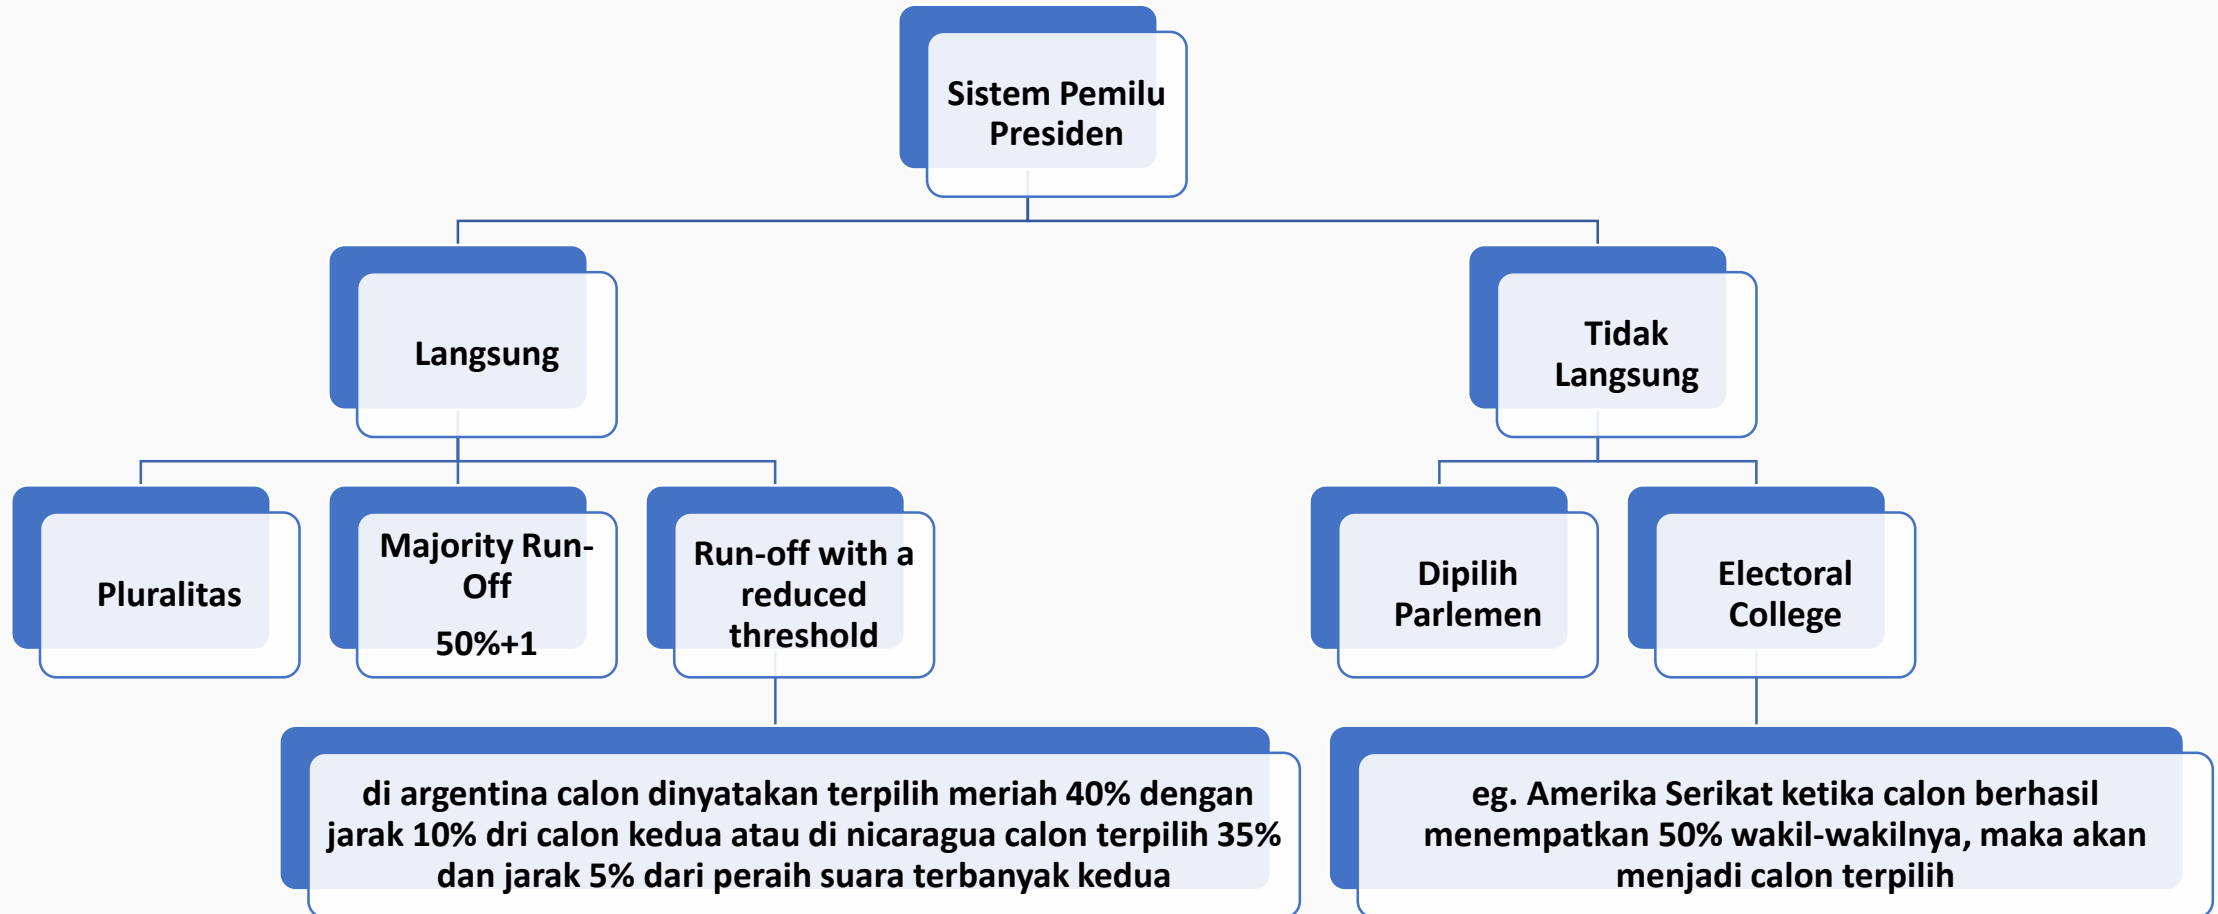 Sistem Pemilu
Presiden
Langsung
Tidak
Langsung
Pluralitas
Majority Run-
Off
50%+1
Run-off with a
reduced
threshold
Dipilih
Parlemen
Electoral
College
di argentina calon dinyatakan terpilih meriah 40% dengan
jarak 10% dri calon kedua atau di nicaragua calon terpilih 35%
dan jarak 5% dari peraih suara terbanyak kedua
eg. Amerika Serikat ketika calon berhasil
menempatkan 50% wakil-wakilnya, maka akan
menjadi calon terpilih